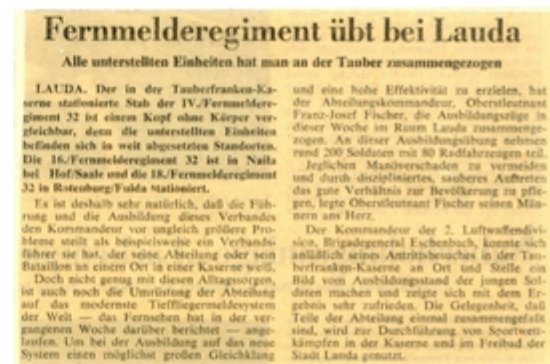 Fernmelderegiment übt bei Lauda
Alle unterstellten Einheiten hat man an der Tauber zusammengezogen
LAUDA. Der in der Tauberfranken-Ka-
serne stationierte Stab der IV./Fernmeldere-
giment 32 ist einem Kopf ohne Körper ver-
gleichbar, denn die unterstellten Einheiten
befinden sich in weit abgesetzten Standorten.
Die 16./Fernmelderegiment 32 ist in Naila
bei Hof/Saale und die 18./Fernmelderegiment
32 in Rotenburg/Fulda stationiert.
Es ist deshalb sehr natürlich, daß die Füh-
rung und die Ausbildung dieses Verbandes
den Kommandeur vor ungleich größere Pro-
bleme stellt als beispielsweise ein Verbands-
führer sie hat, der seine Abteilung oder sein
Bataillon an einem Ort in einer Kaserne weiß.
Doch nicht genug mit diesen Alltagssorgen,
ist auch noch die Umrüstung der Abteilung
auf das modernste Tieffliegermeldesystem
der Welt — das Fernsehen hat in der ver-
gangenen Woche darüber berichtet — ange-
laufen. Um bei der Ausbildung auf das neue
System einen möglichst großen Gleichklang
und eine hohe Effektivität zu erzielen, hat
der Abteilungskommandeur, Oberstleutnant
Franz-Josef Fischer, die Ausbildungszüge in
dieser Woche im Raum Lauda zusammenge-
zogen. An dieser Ausbildungsübung nehmen
rund 200 Soldaten mit 80 Radfahrzeugen teil.
Jeglichen Manöverschaden zu vermeiden
und durch diszipliniertes, sauberes Auftreten
das gute Verhältnis zur Bevölkerung zu pfle-
gen, legte Oberstleutnant Fischer seinen Män-
nern ans Herz.
Der Kommandeur der 2. Luftwaffendivi-
sion, Brigadegeneral Eschenbach, konnte sich
anläßlich seines Antrittsbesuches in der Tau-
berfranken-Kaserne an Ort und Stelle ein
Bild vom Ausbildungsstand der jungen Sol-
daten machen und zeigte sich mit dem Er-
gebnis sehr zufrieden. Die Gelegenheit, daß
Teile der Abteilung einmal zusammengefaßt
sind, wird zur Durchführung von Sportwett-
kämpfen in der Kaserne und im Freibad der
Stadt Lauda genutzt.